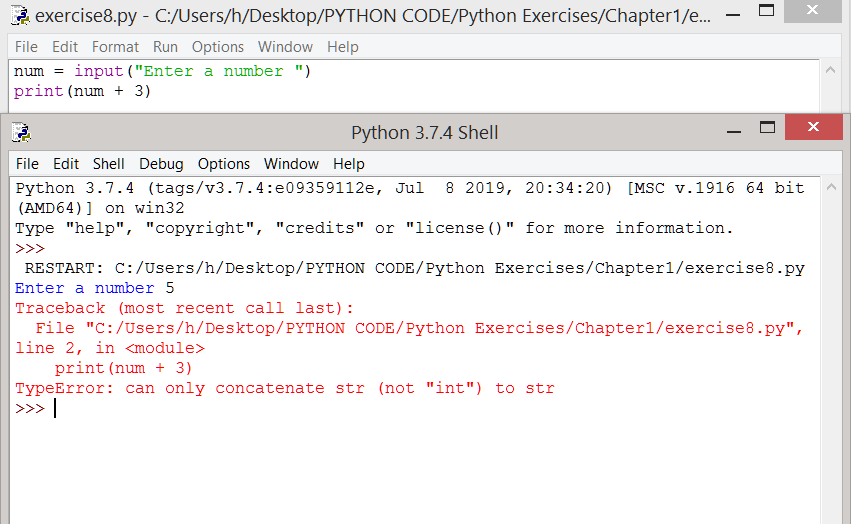 exercise8.py - C:/Users/h/Desktop/PYTHON CODE/Python Exercises/Chapter1/e...
File Edit Format Run Options Window Help
num = input("Enter a number ")
print(num + 3)
Python 3.7.4 Shell
File Edit Shell Debug Options Window Help
Python 3.7.4 (tags/v3.7.4:e09359112e, Jul  8 2019, 20:34:20) [MSC v.1916 64 bit
(AMD64)] on win32
Type "help", "copyright", "credits" or "license()" for more information.
>>>
 RESTART: C:/Users/h/Desktop/PYTHON CODE/Python Exercises/Chapter1/exercise8.py
Enter a number 5
Traceback (most recent call last):
  File "C:/Users/h/Desktop/PYTHON CODE/Python Exercises/Chapter1/exercise8.py",
line 2, in <module>
    print(num + 3)
TypeError: can only concatenate str (not "int") to str
>>>